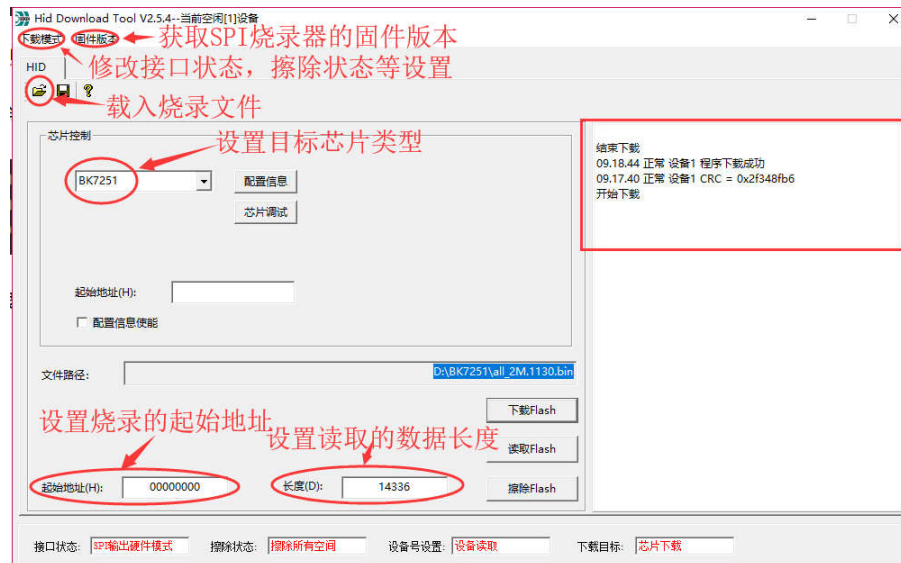 Hid Download Tool V2.5.4--当前空闲[1]设备
下载模式 固件版本 获取SPI烧录器的固件版本
修改接口状态，擦除状态等设置
HID
载入烧录文件
芯片控制
设置目标芯片类型
BK7251 配置信息
芯片调试
起始地址(H):
配置信息使能
结束下载
09.18.44 正常 设备1 程序下载成功
09.17.40 正常 设备1 CRC = 0x2f348fb6
开始下载
文件路径: D:\BK7251\all_2M.1130.bin
下载Flash
设置烧录的起始地址
设置读取的数据长度
读取Flash
起始地址(H): 00000000 长度(D): 14336 擦除Flash
接口状态: SPI输出硬件模式 擦除状态: 擦除所有空间 设备号设置: 设备读取 下载目标: 芯片下载